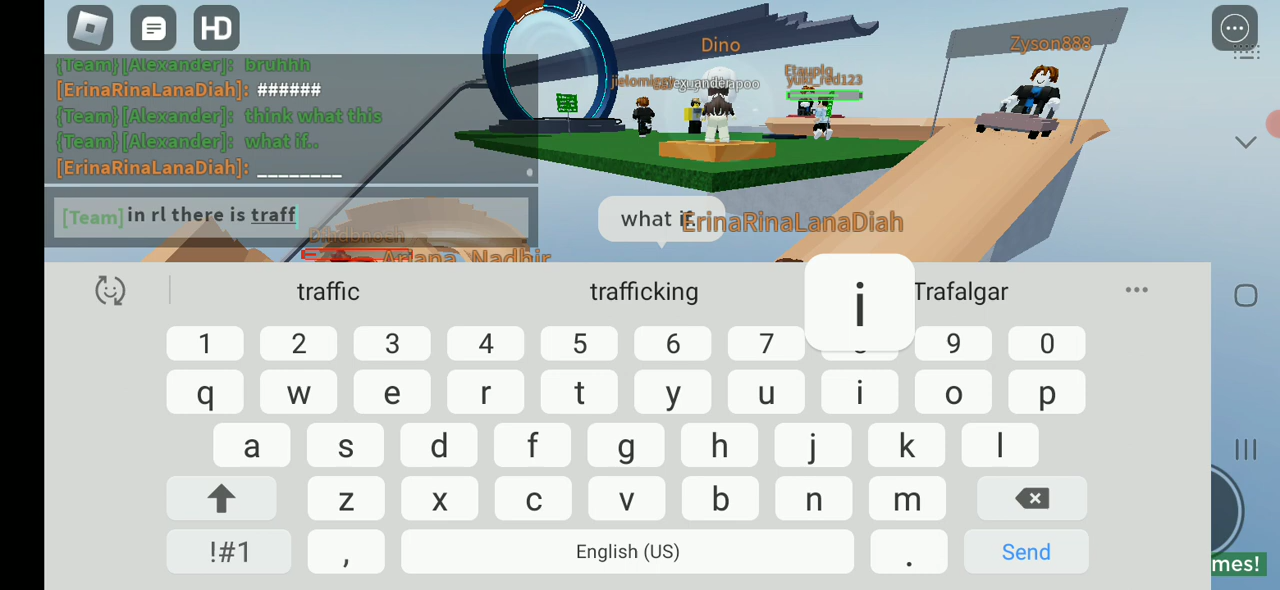 HD
{Team} [Alexander]: bruhhh
[ErinaRinaLanaDiah]: ######
{Team} [Alexander]: think what this
{Team} [Alexander]: what if..
[ErinaRinaLanaDiah]: ________
[Team] in rl there is traff
Dino
Zyson888
yuki_red123
what if..
ErinaRinaLanaDiah
Ariana_Nadhir
traffic trafficking Trafalgar
i
1 2 3 4 5 6 7 9 0
q w e r t y u i o p
a s d f g h j k l
z x c v b n m
!#1 , English (US) . Send
mes!